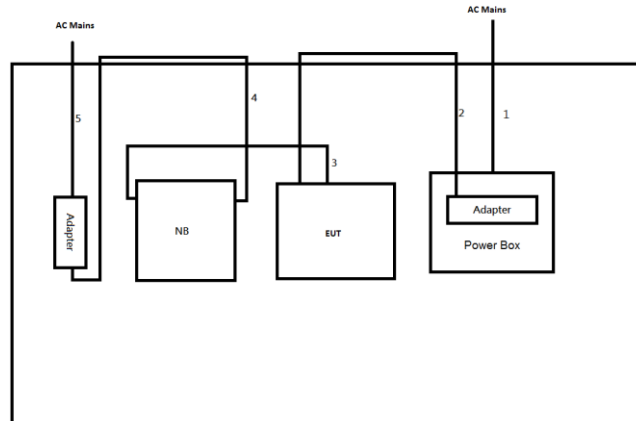 AC Mains
AC Mains
5
4
3
2
1
Adapter
NB
EUT
Adapter
Power Box